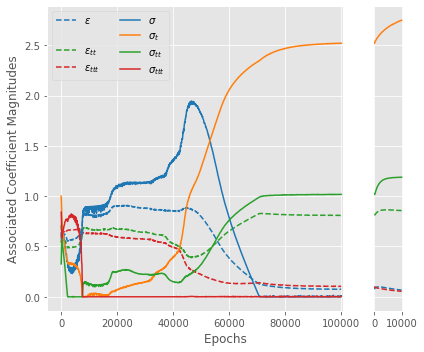 Associated Coefficient Magnitudes
2.5
2.0
1.5
1.0
0.5
0.0
ε σ
σ_t
ε_tt σ_tt
ε_ttt σ_ttt
0 20000 40000 60000 80000 100000 0 10000
Epochs